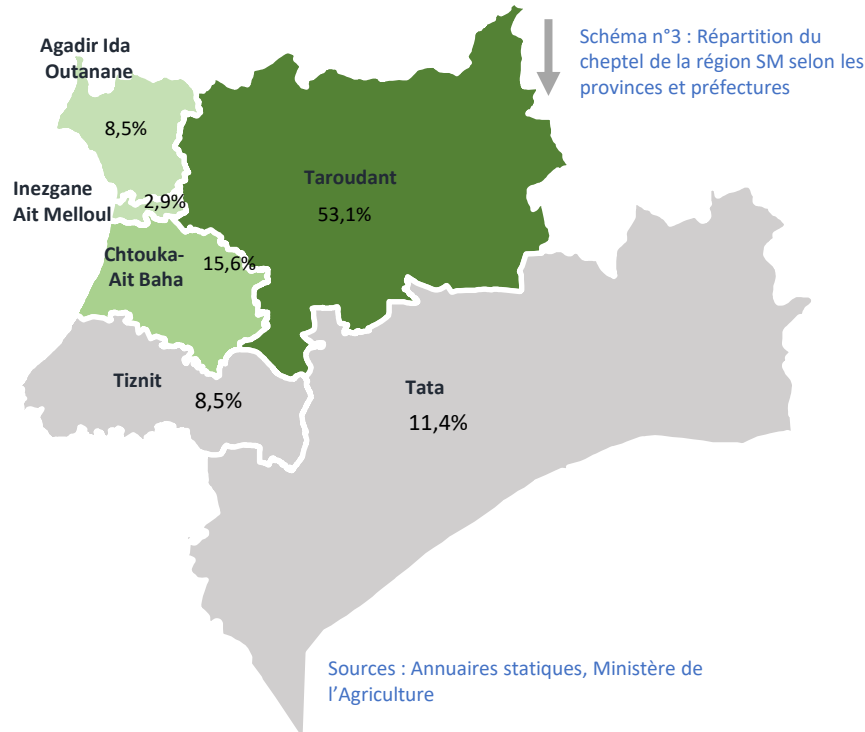 Agadir Ida
Outanane
8,5%
Schéma n°3 : Répartition du
cheptel de la région SM selon les
provinces et préfectures
Inezgane
Ait Melloul
2,9%
Taroudant
53,1%
Chtouka-
Ait Baha
15,6%
Tiznit
8,5%
Tata
11,4%
Sources : Annuaires statiques, Ministère de
l’Agriculture